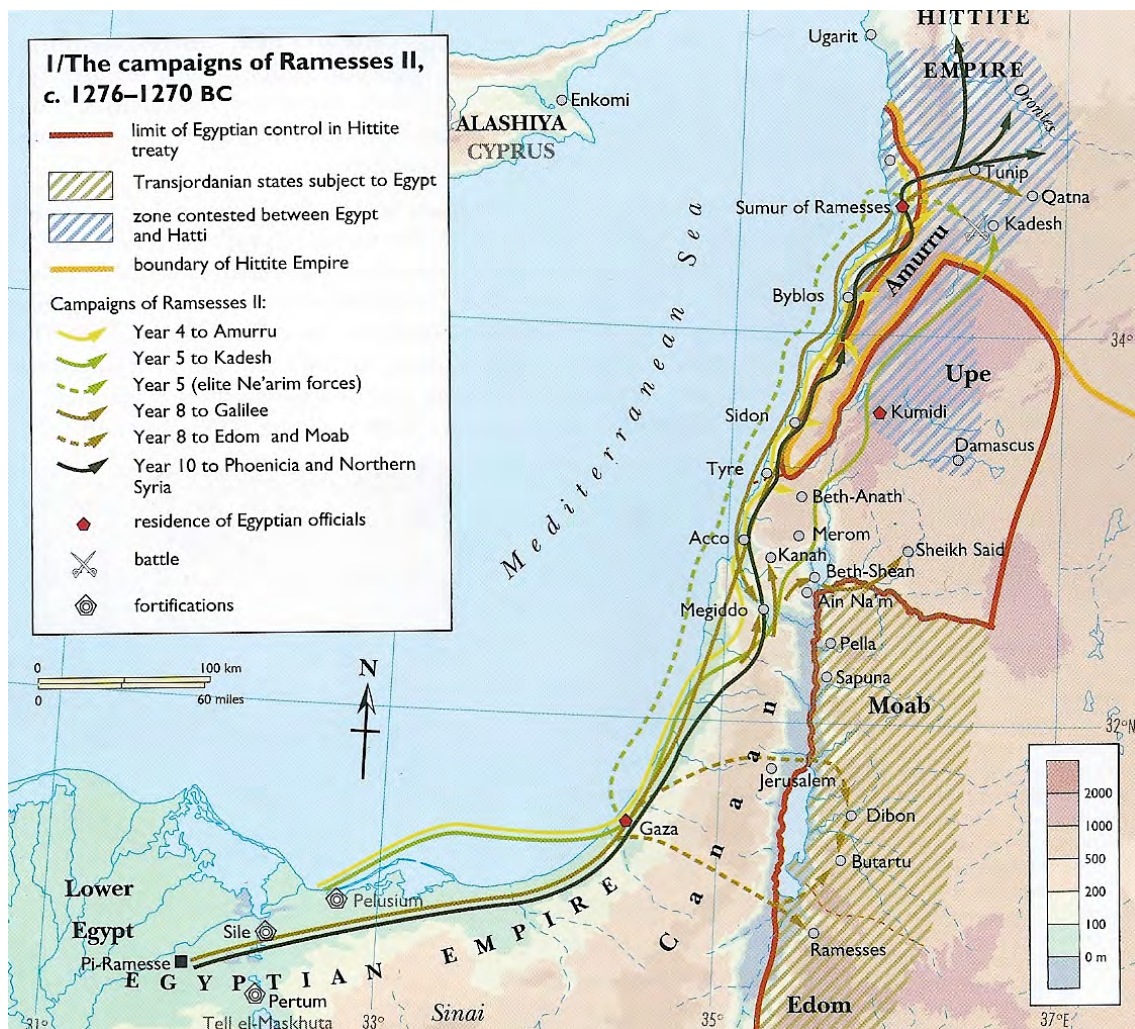 1/The campaigns of Ramesses II,
c. 1276–1270 BC
limit of Egyptian control in Hittite
treaty
Transjordanian states subject to Egypt
zone contested between Egypt
and Hatti
boundary of Hittite Empire
Campaigns of Ramsesses II:
Year 4 to Amurru
Year 5 to Kadesh
Year 5 (elite Ne'arim forces)
Year 8 to Galilee
Year 8 to Edom and Moab
Year 10 to Phoenicia and Northern
Syria
residence of Egyptian officials
battle
fortifications
0 100 km
0 60 miles
N
HITTITE
EMPIRE
Ugarit
Orontes
Enkomi
ALASHIYA
CYPRUS
Tunip
Qatna
Sumur of Ramesses
Kadesh
Amurru
Byblos
Mediterranean Sea
34°
Upe
Sidon
Kumidi
Damascus
Tyre
Beth-Anath
Acco
Merom
Kanah
Sheikh Said
Beth-Shean
Megiddo
Ain Na'm
Pella
Sapuna
Moab
32°N
Canaan
Jerusalem
Dibon
Gaza
Butartu
Ramesses
Edom
Lower
Egypt
Pelusium
Sile
Pi-Ramesse
EGYPTIAN EMPIRE
Pertum
Tell el-Maskhuta
Sinai
31°
33°
35°
37°E
2000
1000
500
200
100
0 m